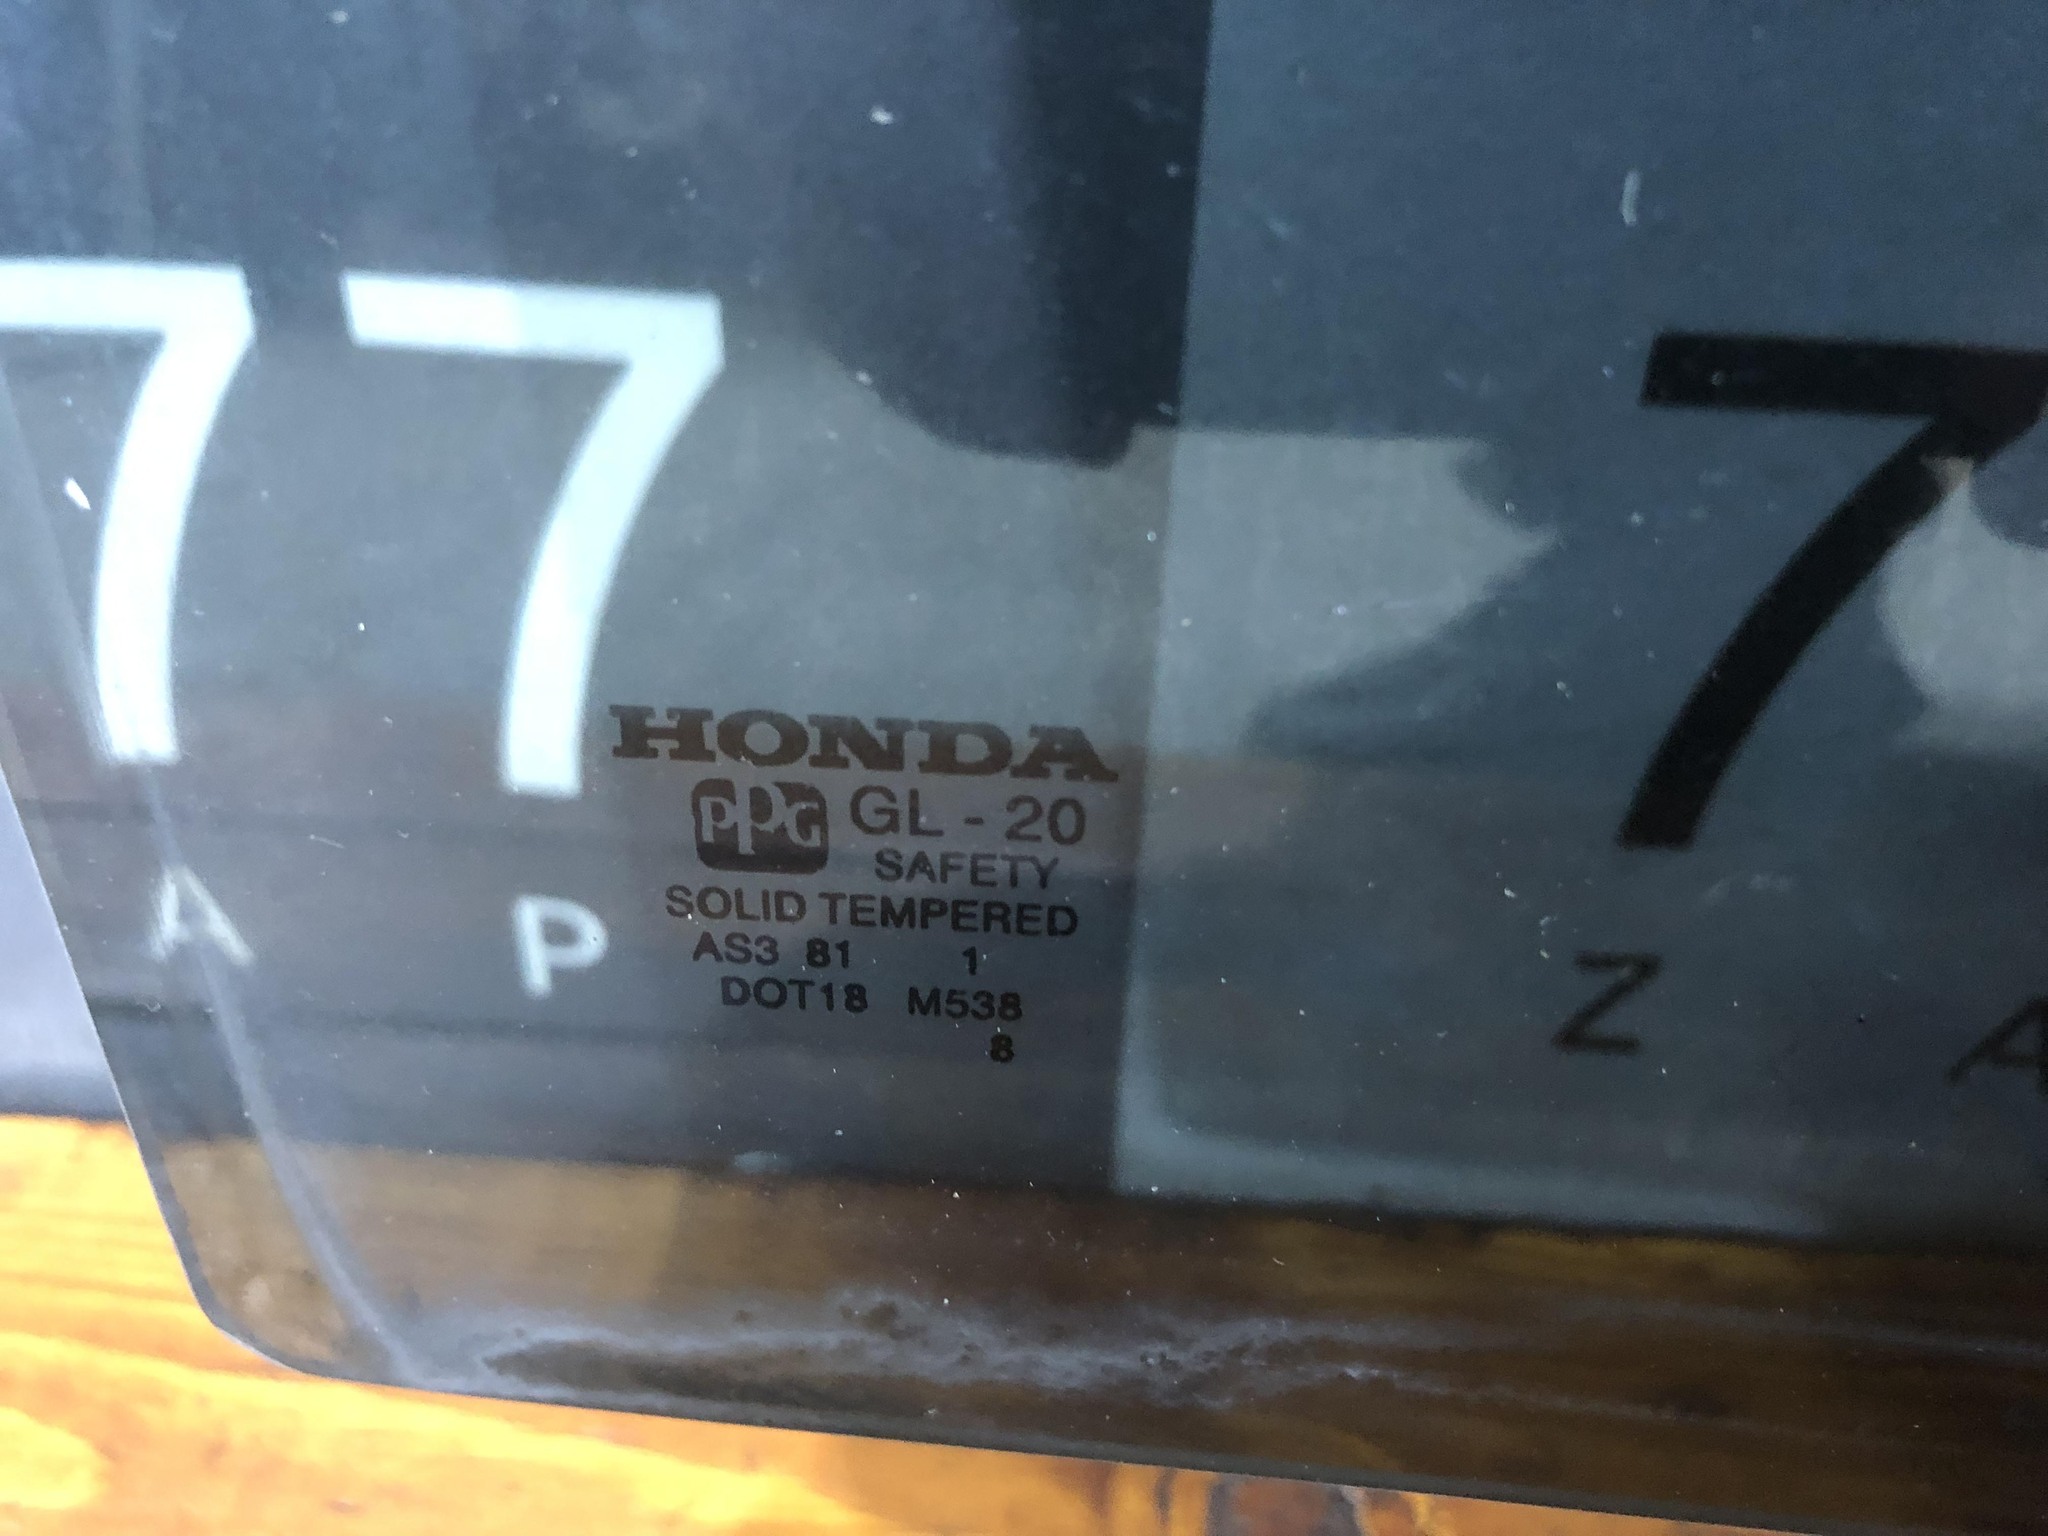 77
7
HONDA
PPG GL - 20
SAFETY
SOLID TEMPERED
AS3 81 1
DOT18 M538
8
A P
Z A